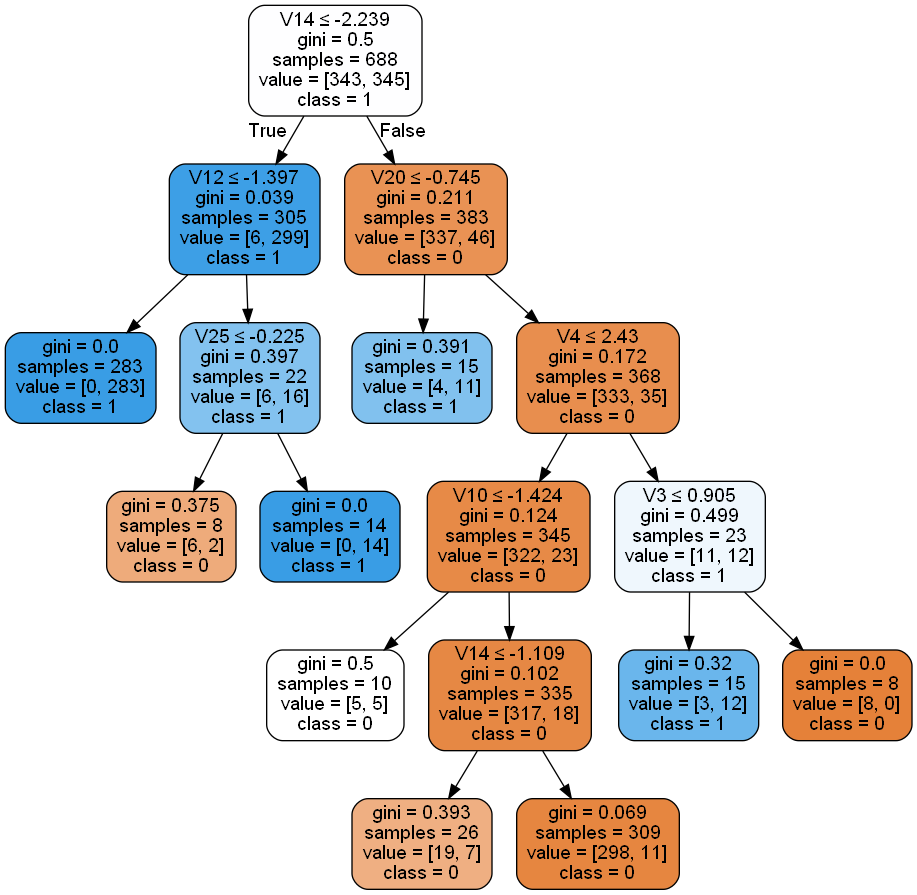 V14 ≤ -2.239
gini = 0.5
samples = 688
value = [343, 345]
class = 1
True
False
V12 ≤ -1.397
gini = 0.039
samples = 305
value = [6, 299]
class = 1
V20 ≤ -0.745
gini = 0.211
samples = 383
value = [337, 46]
class = 0
gini = 0.0
samples = 283
value = [0, 283]
class = 1
V25 ≤ -0.225
gini = 0.397
samples = 22
value = [6, 16]
class = 1
gini = 0.391
samples = 15
value = [4, 11]
class = 1
V4 ≤ 2.43
gini = 0.172
samples = 368
value = [333, 35]
class = 0
gini = 0.375
samples = 8
value = [6, 2]
class = 0
gini = 0.0
samples = 14
value = [0, 14]
class = 1
V10 ≤ -1.424
gini = 0.124
samples = 345
value = [322, 23]
class = 0
V3 ≤ 0.905
gini = 0.499
samples = 23
value = [11, 12]
class = 1
gini = 0.5
samples = 10
value = [5, 5]
class = 0
V14 ≤ -1.109
gini = 0.102
samples = 335
value = [317, 18]
class = 0
gini = 0.32
samples = 15
value = [3, 12]
class = 1
gini = 0.0
samples = 8
value = [8, 0]
class = 0
gini = 0.393
samples = 26
value = [19, 7]
class = 0
gini = 0.069
samples = 309
value = [298, 11]
class = 0